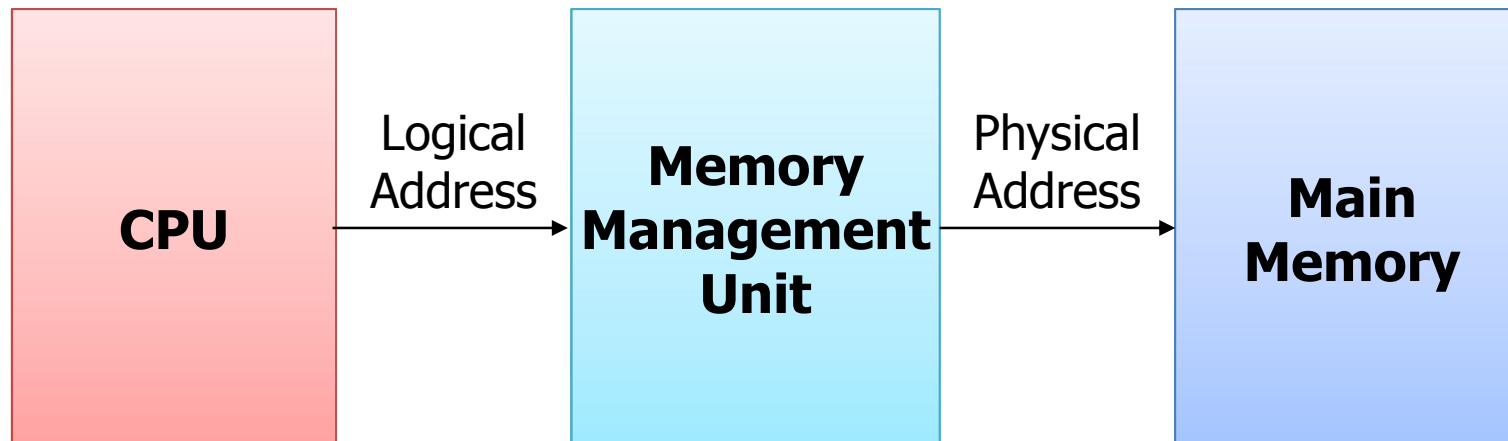 CPU
Logical
Address
Memory
Management
Unit
Physical
Address
Main
Memory